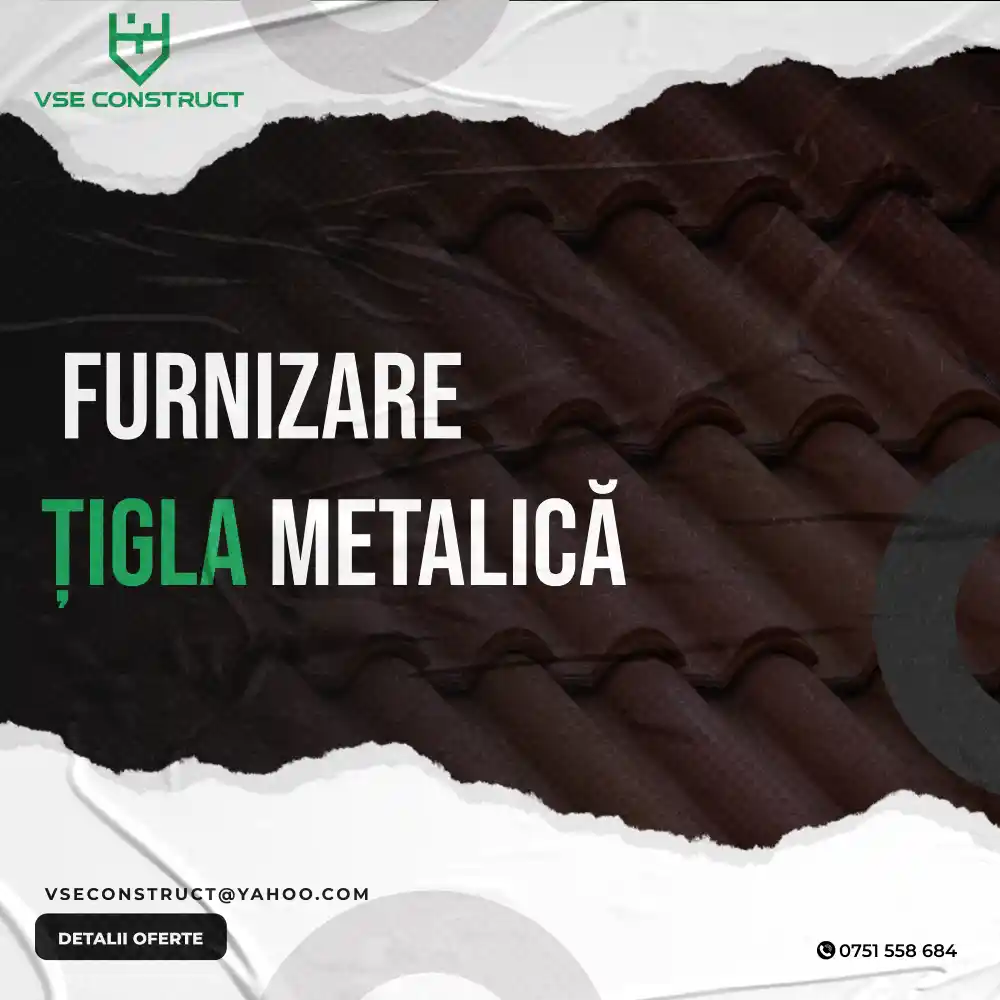 VSE CONSTRUCT
FURNIZARE
ȚIGLA METALICĂ
VSECONSTRUCT@YAHOO.COM
DETALII OFERTE
0751 558 684